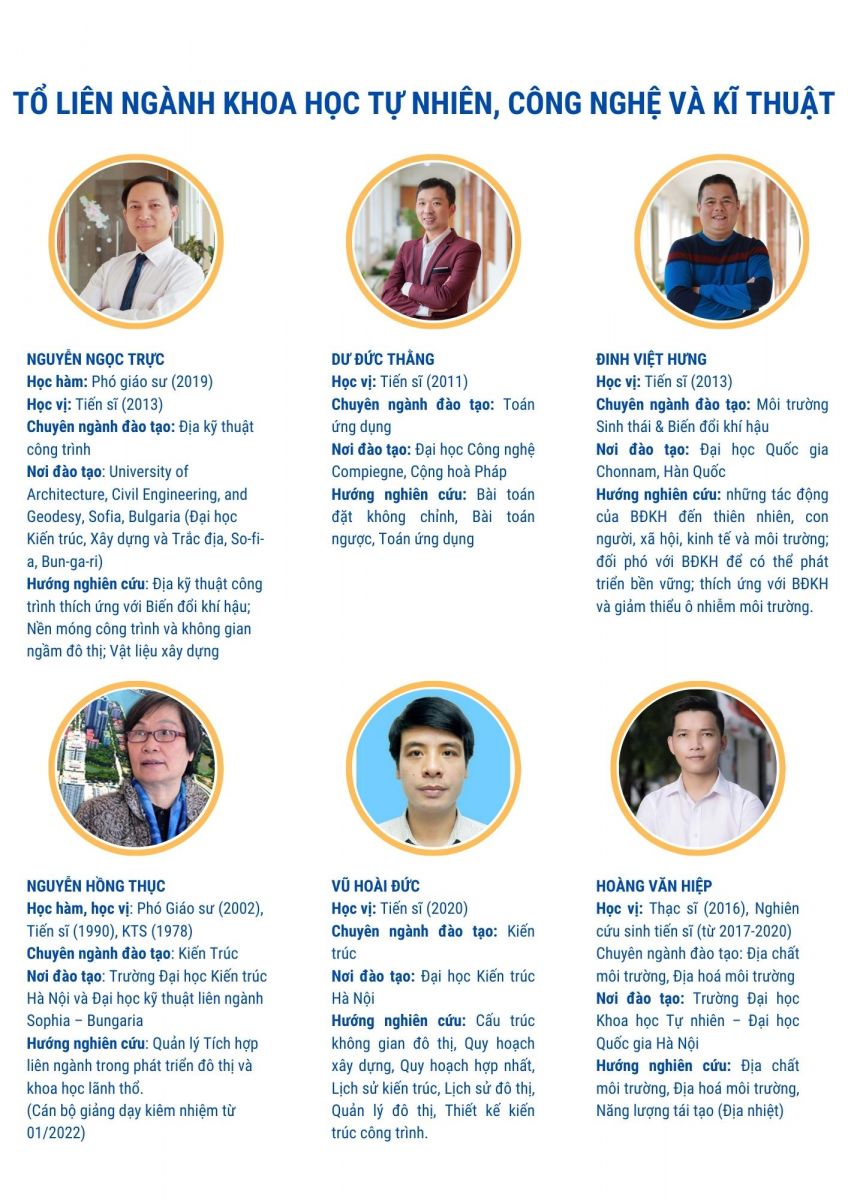 TỔ LIÊN NGÀNH KHOA HỌC TỰ NHIÊN, CÔNG NGHỆ VÀ KĨ THUẬT
NGUYỄN NGỌC TRỰC
Học hàm: Phó giáo sư (2019)
Học vị: Tiến sĩ (2013)
Chuyên ngành đào tạo: Địa kỹ thuật
công trình
Nơi đào tạo: University of
Architecture, Civil Engineering, and
Geodesy, Sofia, Bulgaria (Đại học
Kiến trúc, Xây dựng và Trắc địa, So-fi-
a, Bun-ga-ri)
Hướng nghiên cứu: Địa kỹ thuật công
trình thích ứng với Biến đổi khí hậu;
Nền móng công trình và không gian
ngầm đô thị; Vật liệu xây dựng
DƯ ĐỨC THẮNG
Học vị: Tiến sĩ (2011)
Chuyên ngành đào tạo: Toán
ứng dụng
Nơi đào tạo: Đại học Công nghệ
Compiegne, Cộng hoà Pháp
Hướng nghiên cứu: Bài toán
đặt không chỉnh, Bài toán
ngược, Toán ứng dụng
ĐINH VIỆT HƯNG
Học vị: Tiến sĩ (2013)
Chuyên ngành đào tạo: Môi trường
Sinh thái & Biến đổi khí hậu
Nơi đào tạo: Đại học Quốc gia
Chonnam, Hàn Quốc
Hướng nghiên cứu: những tác động
của BĐKH đến thiên nhiên, con
người, xã hội, kinh tế và môi trường;
đối phó với BĐKH để có thể phát
triển bền vững; thích ứng với BĐKH
và giảm thiểu ô nhiễm môi trường.
NGUYỄN HỒNG THỤC
Học hàm, học vị: Phó Giáo sư (2002),
Tiến sĩ (1990), KTS (1978)
Chuyên ngành đào tạo: Kiến Trúc
Nơi đào tạo: Trường Đại học Kiến trúc
Hà Nội và Đại học kỹ thuật liên ngành
Sophia – Bungaria
Hướng nghiên cứu: Quản lý Tích hợp
liên ngành trong phát triển đô thị và
khoa học lãnh thổ.
(Cán bộ giảng dạy kiêm nhiệm từ
01/2022)
VŨ HOÀI ĐỨC
Học vị: Tiến sĩ (2020)
Chuyên ngành đào tạo: Kiến
trúc
Nơi đào tạo: Đại học Kiến trúc
Hà Nội
Hướng nghiên cứu: Cấu trúc
không gian đô thị, Quy hoạch
xây dựng, Quy hoạch hợp nhất,
Lịch sử kiến trúc, Lịch sử đô thị,
Quản lý đô thị, Thiết kế kiến
trúc công trình.
HOÀNG VĂN HIỆP
Học vị: Thạc sĩ (2016), Nghiên
cứu sinh tiến sĩ (từ 2017-2020)
Chuyên ngành đào tạo: Địa chất
môi trường, Địa hoá môi trường
Nơi đào tạo: Trường Đại học
Khoa học Tự nhiên – Đại học
Quốc gia Hà Nội
Hướng nghiên cứu: Địa chất
môi trường, Địa hoá môi trường,
Năng lượng tái tạo (Địa nhiệt)